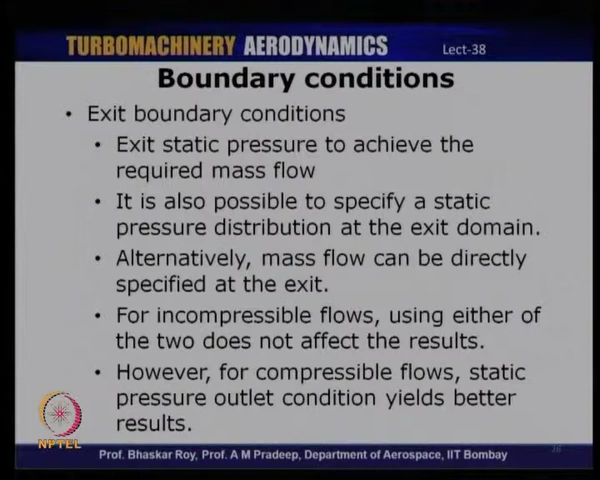 TURBOMACHINERY AERODYNAMICS Lect-38
Boundary conditions
• Exit boundary conditions
• Exit static pressure to achieve the
required mass flow
• It is also possible to specify a static
pressure distribution at the exit domain.
• Alternatively, mass flow can be directly
specified at the exit.
• For incompressible flows, using either of
the two does not affect the results.
• However, for compressible flows, static
pressure outlet condition yields better
results.
NPTEL
Prof. Bhaskar Roy, Prof. A M Pradeep, Department of Aerospace, IIT Bombay
16